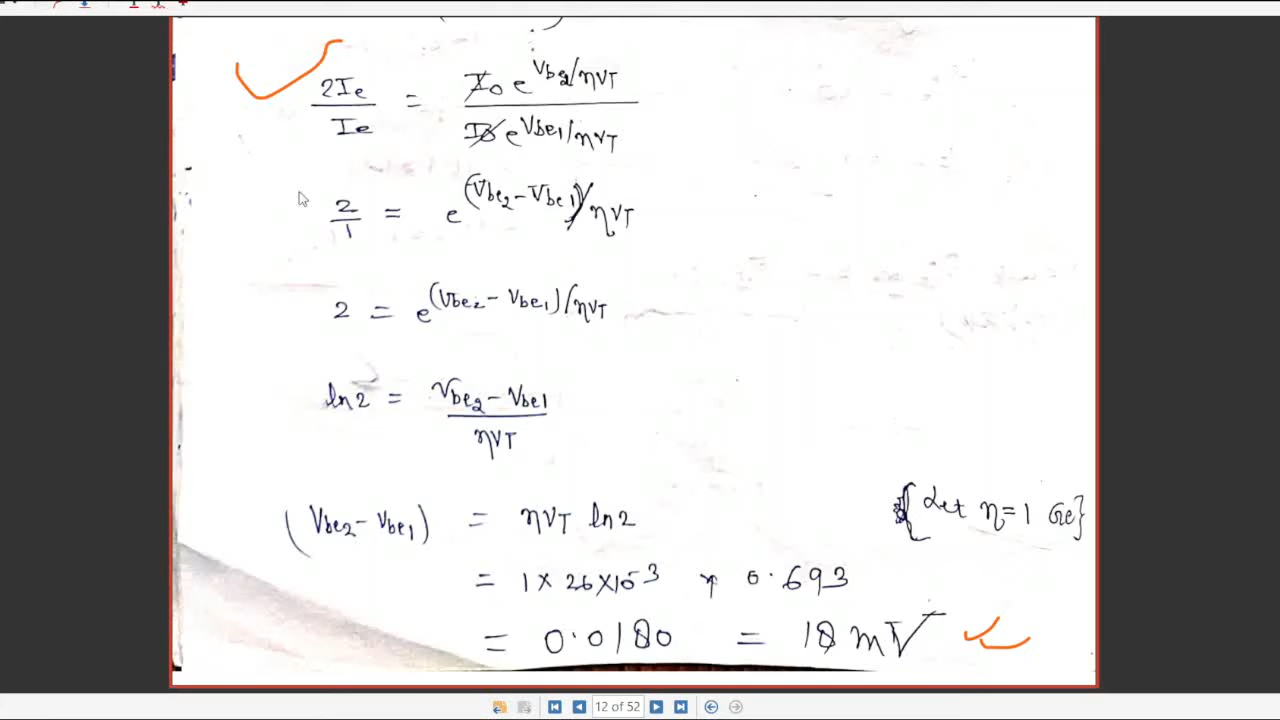 2Ie / Ie = I0 e^(Vbe2/ηVT) / I0 e^(Vbe1/ηVT)
2/1 = e^(Vbe2 - Vbe1)/ηVT
2 = e^(Vbe2 - Vbe1)/ηVT
ln2 = Vbe2 - Vbe1 / ηVT
(Vbe2 - Vbe1) = ηVT ln2 {Let η=1 Ge}
= 1 × 26×10^-3 × 0.693
= 0.0180 = 18 mV
12 of 52